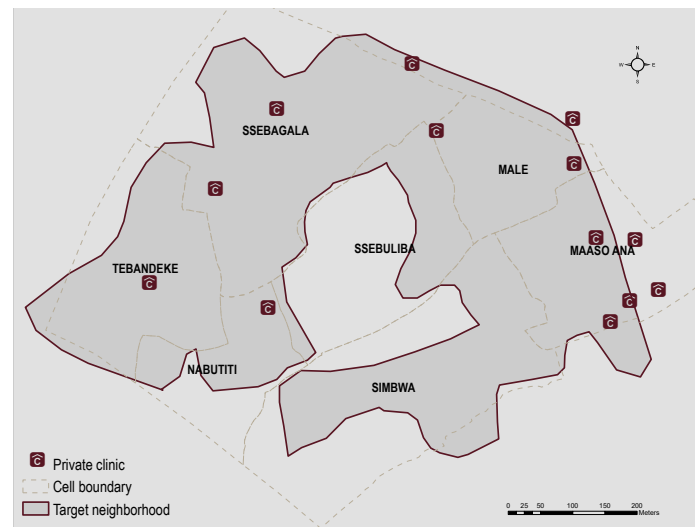 N
W E
S
SSEBAGALA
MALE
SSEBULIBA
MAASO ANA
TEBANDEKE
NABUTITI
SIMBWA
C Private clinic
Cell boundary
Target neighborhood
0 25 50 100 150 200
Meters